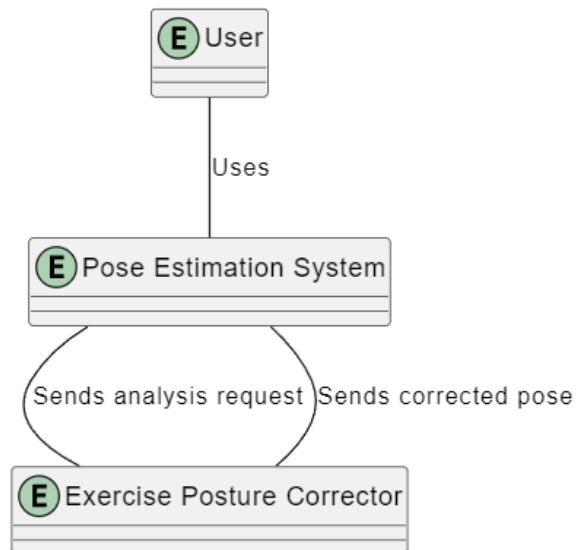 E User
Uses
E Pose Estimation System
Sends analysis request
Sends corrected pose
E Exercise Posture Corrector